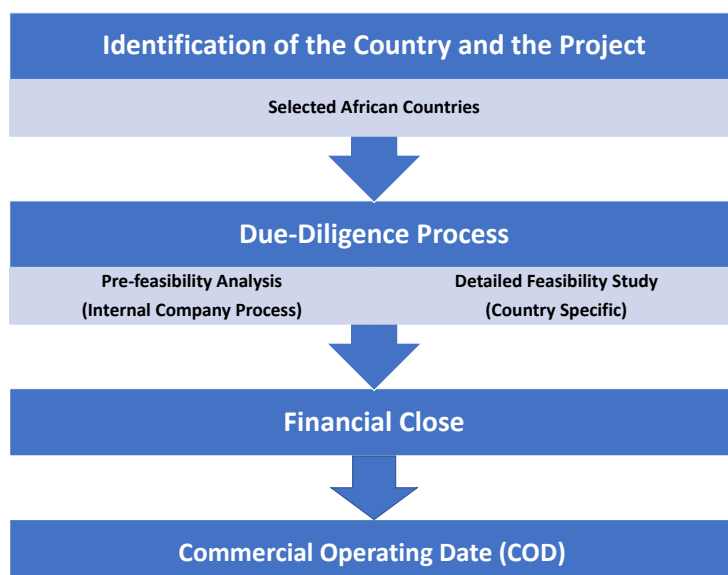 Identification of the Country and the Project
Selected African Countries
Due-Diligence Process
Pre-feasibility Analysis
(Internal Company Process)
Detailed Feasibility Study
(Country Specific)
Financial Close
Commercial Operating Date (COD)